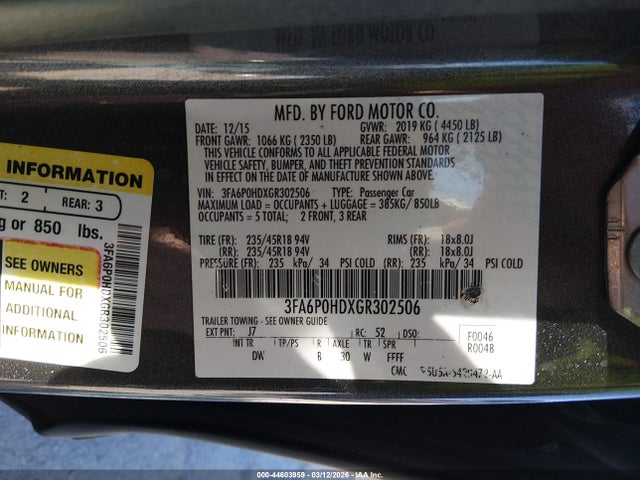 MFD. BY FORD MOTOR CO.
DATE: 12/15 GVWR: 2019 KG ( 4450 LB)
FRONT GAWR: 1066 KG ( 2350 LB) REAR GAWR: 964 KG ( 2125 LB)
THIS VEHICLE CONFORMS TO ALL APPLICABLE FEDERAL MOTOR
VEHICLE SAFETY, BUMPER, AND THEFT PREVENTION STANDARDS
IN EFFECT ON THE DATE OF MANUFACTURE SHOWN ABOVE.
VIN: 3FA6P0HDXGR302506 TYPE: Passenger Car
MAXIMUM LOAD = OCCUPANTS + LUGGAGE = 385KG/ 850LB
OCCUPANTS = 5 TOTAL; 2 FRONT, 3 REAR
TIRE (FR): 235/45R18 94V RIMS (FR): 18x8.0J
(RR): 235/45R18 94V (RR): 18x8.0J
PRESSURE (FR): 235 kPa/ 34 PSI COLD (RR): 235 kPa/ 34 PSI COLD
3FA6P0HDXGR302506
TRAILER TOWING - SEE OWNER GUIDE
EXT PNT: J7 RC: 52 DSO:
F0046
R0048
INT TR TP/PS R AXLE TR SPR
DW B 30 W FFFF
CMC
INFORMATION
T: 2 REAR: 3
g or 850 lbs.
SEE OWNERS
MANUAL FOR
ADDITIONAL
INFORMATION
3FA6P0HDXGR302506
000-44603959 - 03/12/2026 - IAAI.COM